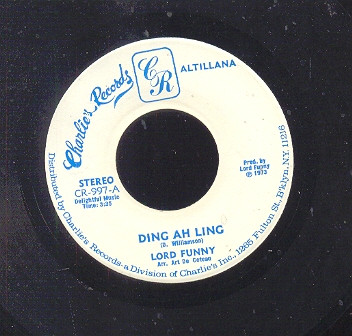 Charlie's Records
CR
ALTILLANA
STEREO
CR-997-A
Delightful Music
Time: 3:25
Prod. by
Lord Funny
℗ 1973
DING AH LING
(D. Williamson)
LORD FUNNY
Arr. Art De Coteau
Distributed by Charlie's Records-a Division of Charlie's Inc., 1265 Fulton St., B'klyn, NY. 11216